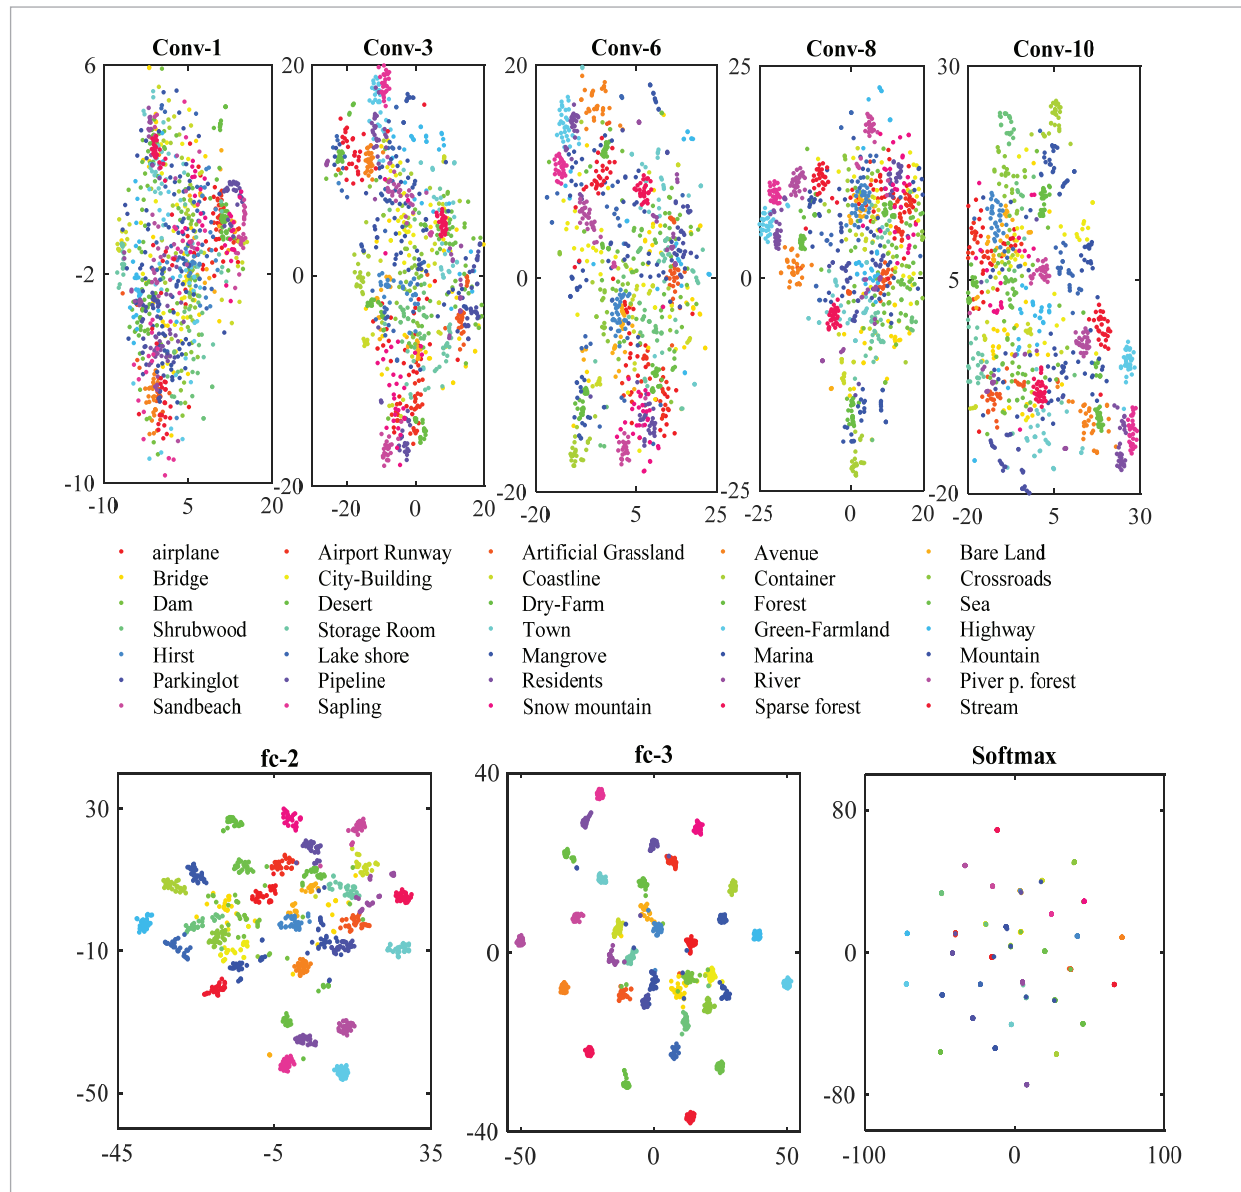 Conv-1 Conv-3 Conv-6 Conv-8 Conv-10
6 20 20 25 30
-2 0 0 0 5
-10 -20 -20 -25 -20
-10 5 20 -20 0 20 -20 5 25 -20 0 20 -20 5 30
airplane Airport Runway Artificial Grassland Avenue Bare Land
Bridge City-Building Coastline Container Crossroads
Dam Desert Dry-Farm Forest Sea
Shrubwood Storage Room Town Green-Farmland Highway
Hirst Lake shore Mangrove Marina Mountain
Parkinglot Pipeline Residents River Piver p. forest
Sandbeach Sapling Snow mountain Sparse forest Stream
fc-2 fc-3 Softmax
30 40 80
-10 0 0
-50 -40 -80
-45 -5 35 -50 0 50 -100 0 100